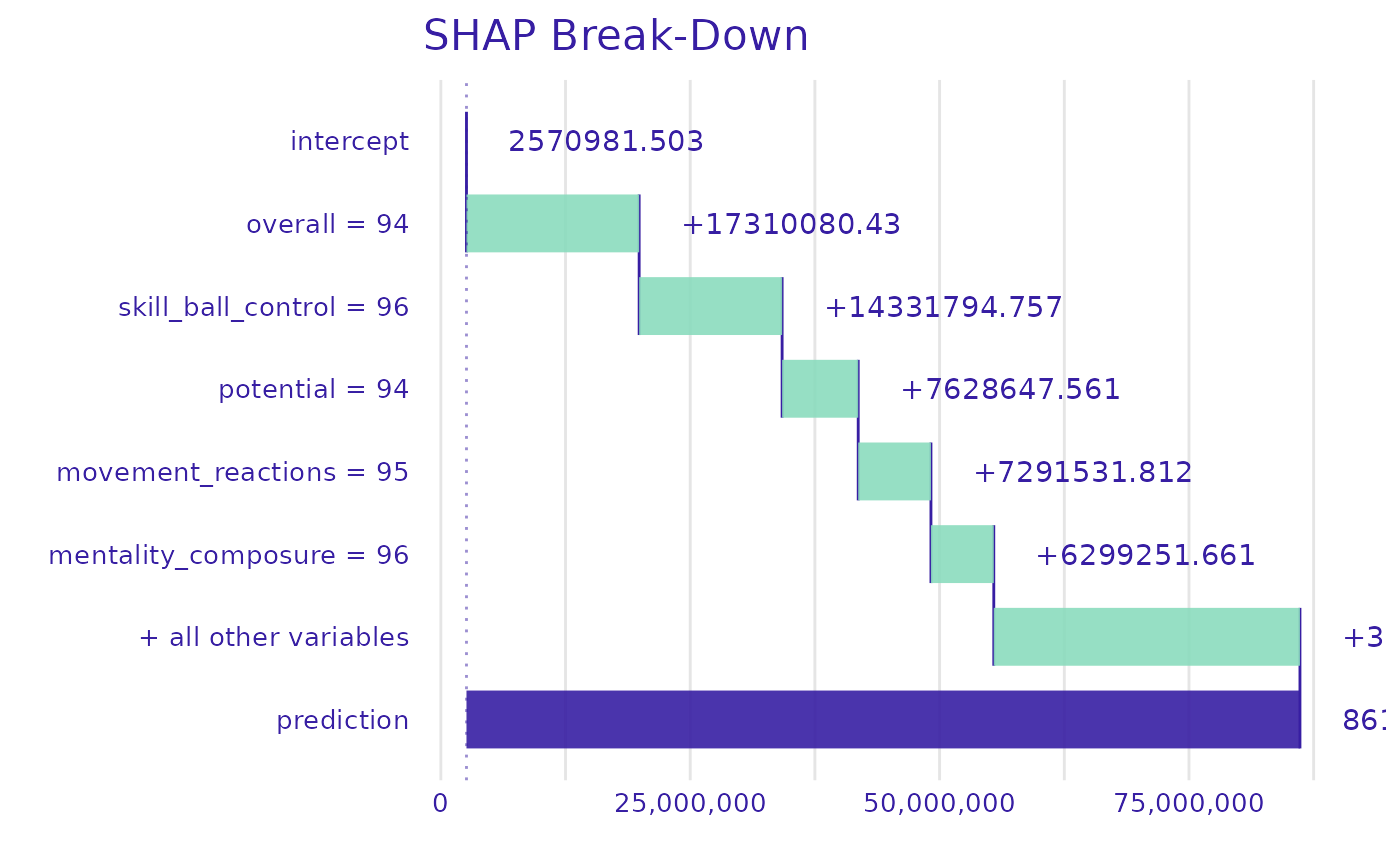 SHAP Break-Down
intercept 2570981.503
overall = 94 +17310080.43
skill_ball_control = 96 +14331794.757
potential = 94 +7628647.561
movement_reactions = 95 +7291531.812
mentality_composure = 96 +6299251.661
+ all other variables +3
prediction 861
0 25,000,000 50,000,000 75,000,000